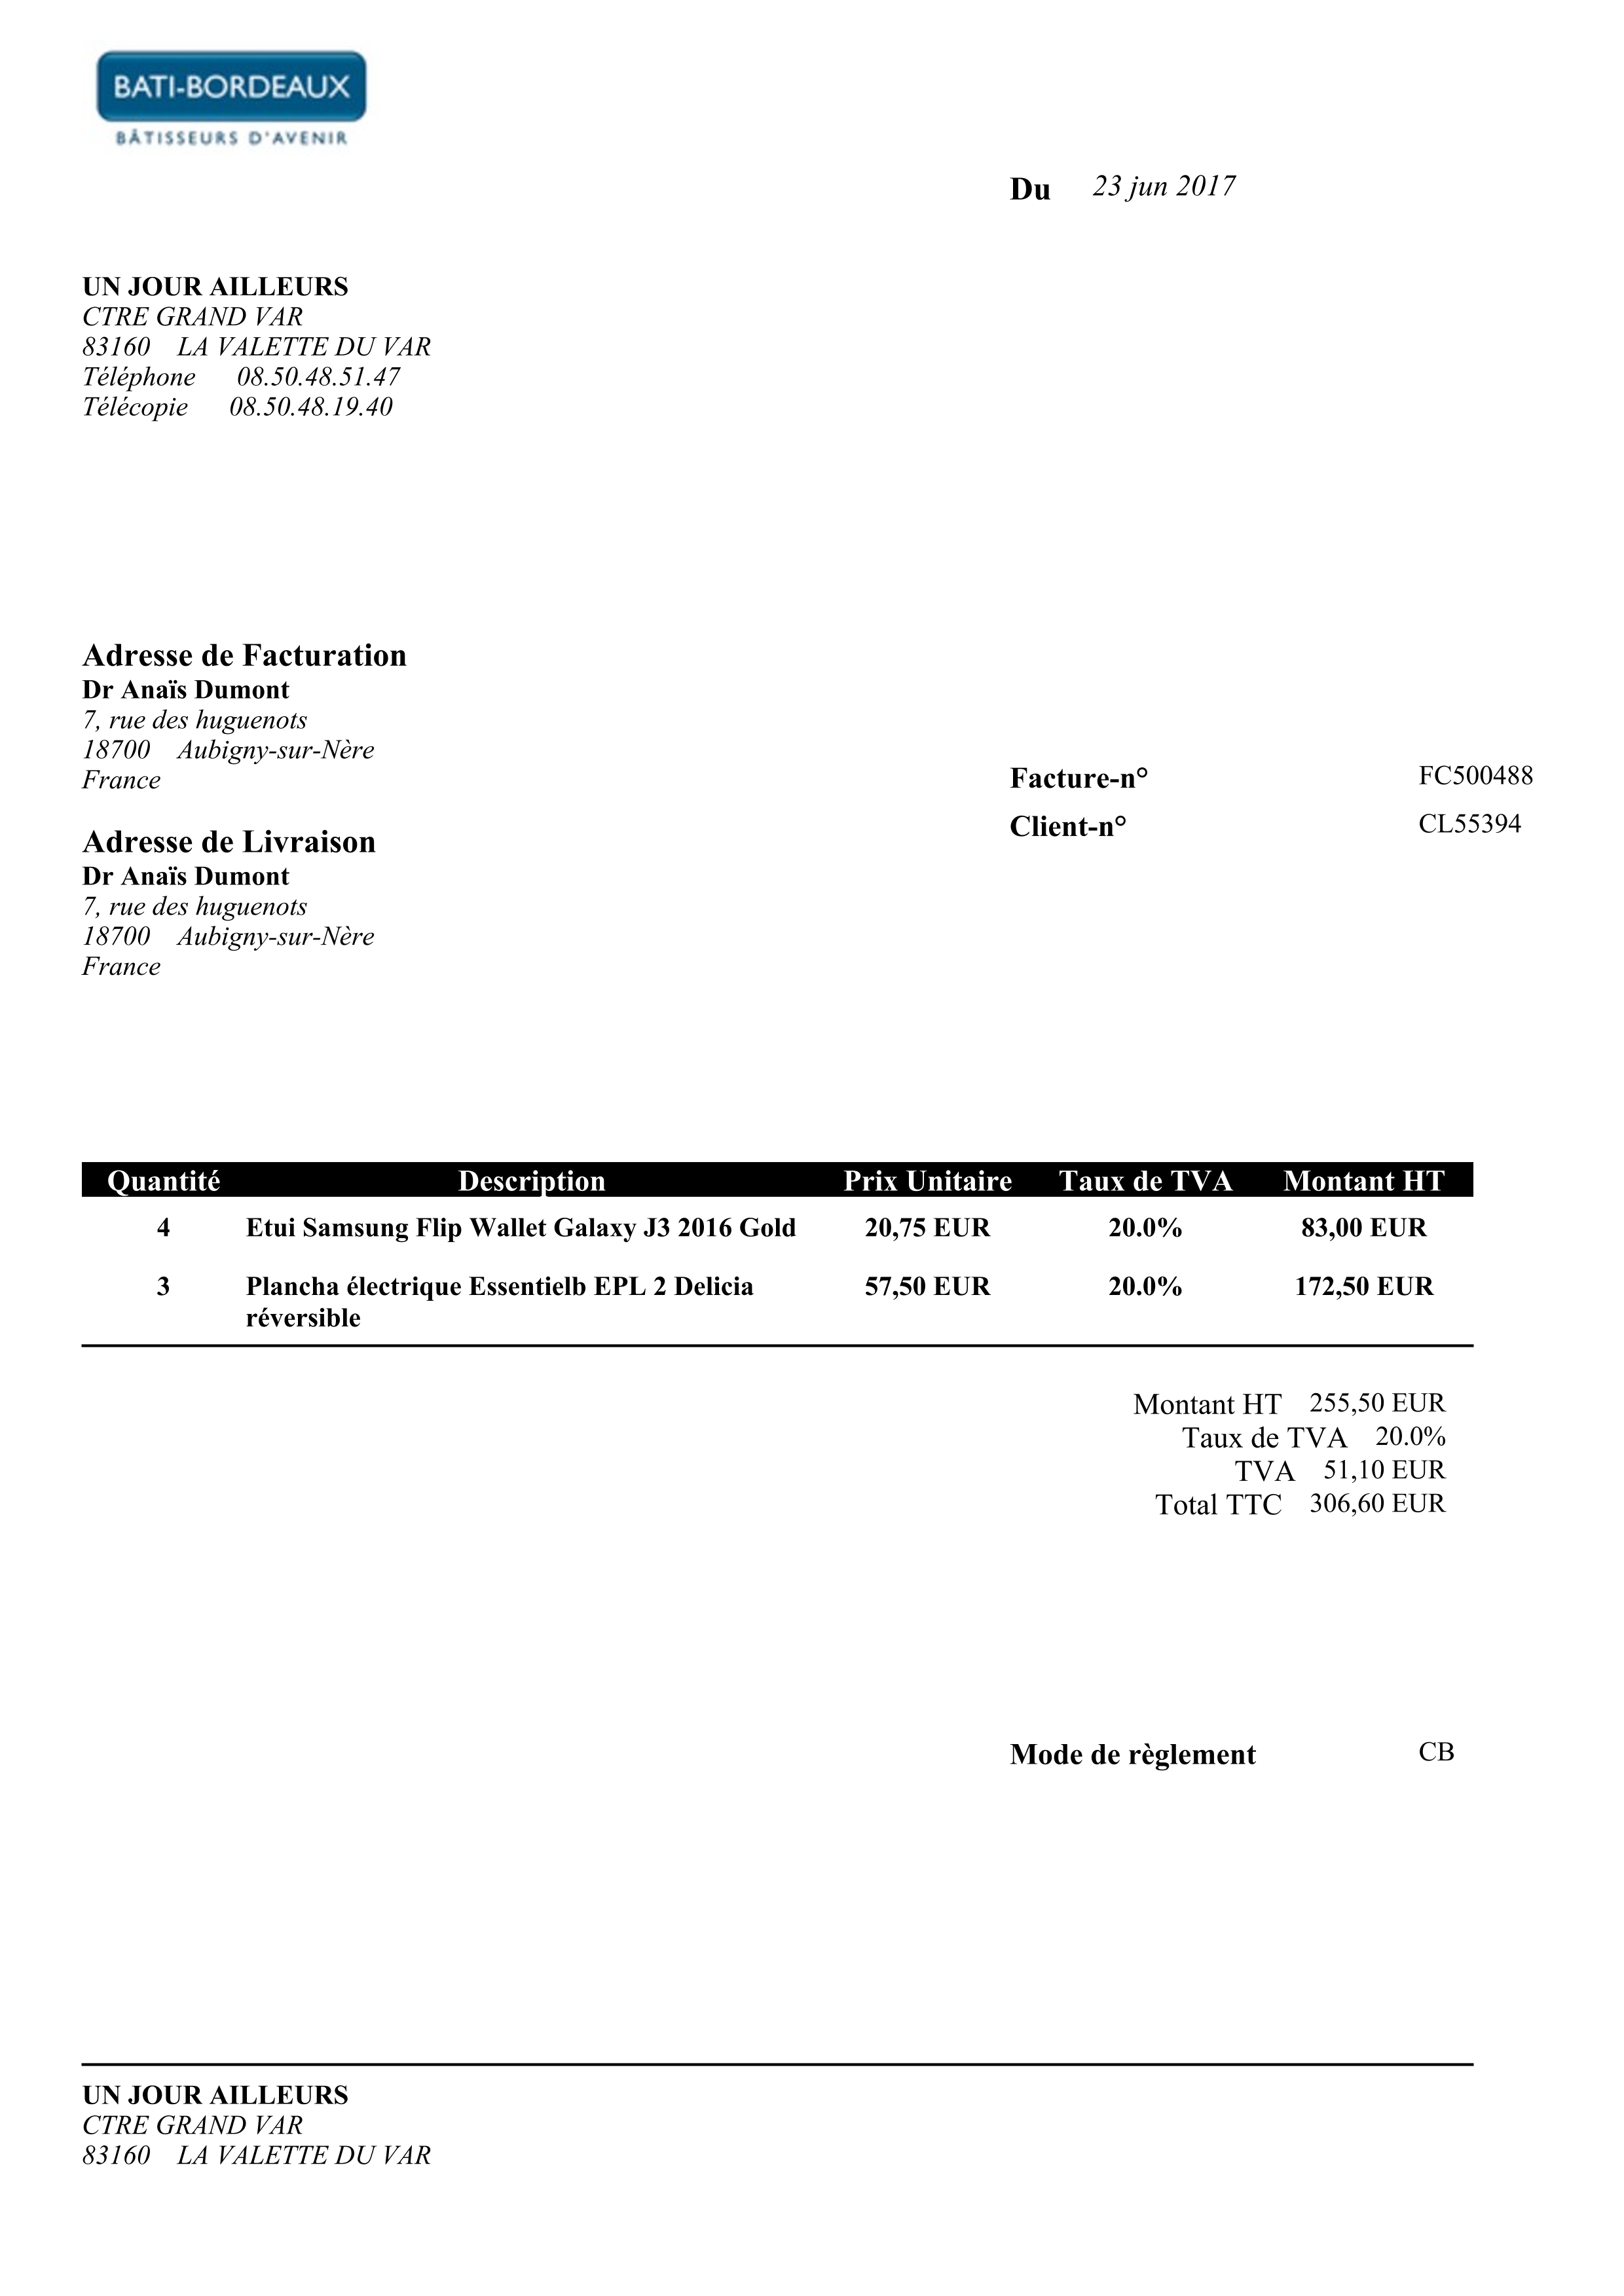 BATI-BORDEAUX
BÂTISSEURS D'AVENIR
Du 23 jun 2017
UN JOUR AILLEURS
CTRE GRAND VAR
83160 LA VALETTE DU VAR
Téléphone 08.50.48.51.47
Télécopie 08.50.48.19.40
Adresse de Facturation
Dr Anaïs Dumont
7, rue des huguenots
18700 Aubigny-sur-Nère
France
Facture-n° FC500488
Client-n° CL55394
Adresse de Livraison
Dr Anaïs Dumont
7, rue des huguenots
18700 Aubigny-sur-Nère
France
Quantité Description Prix Unitaire Taux de TVA Montant HT
4 Etui Samsung Flip Wallet Galaxy J3 2016 Gold 20,75 EUR 20.0% 83,00 EUR
3 Plancha électrique Essentielb EPL 2 Delicia 57,50 EUR 20.0% 172,50 EUR
réversible
Montant HT 255,50 EUR
Taux de TVA 20.0%
TVA 51,10 EUR
Total TTC 306,60 EUR
Mode de règlement CB
UN JOUR AILLEURS
CTRE GRAND VAR
83160 LA VALETTE DU VAR